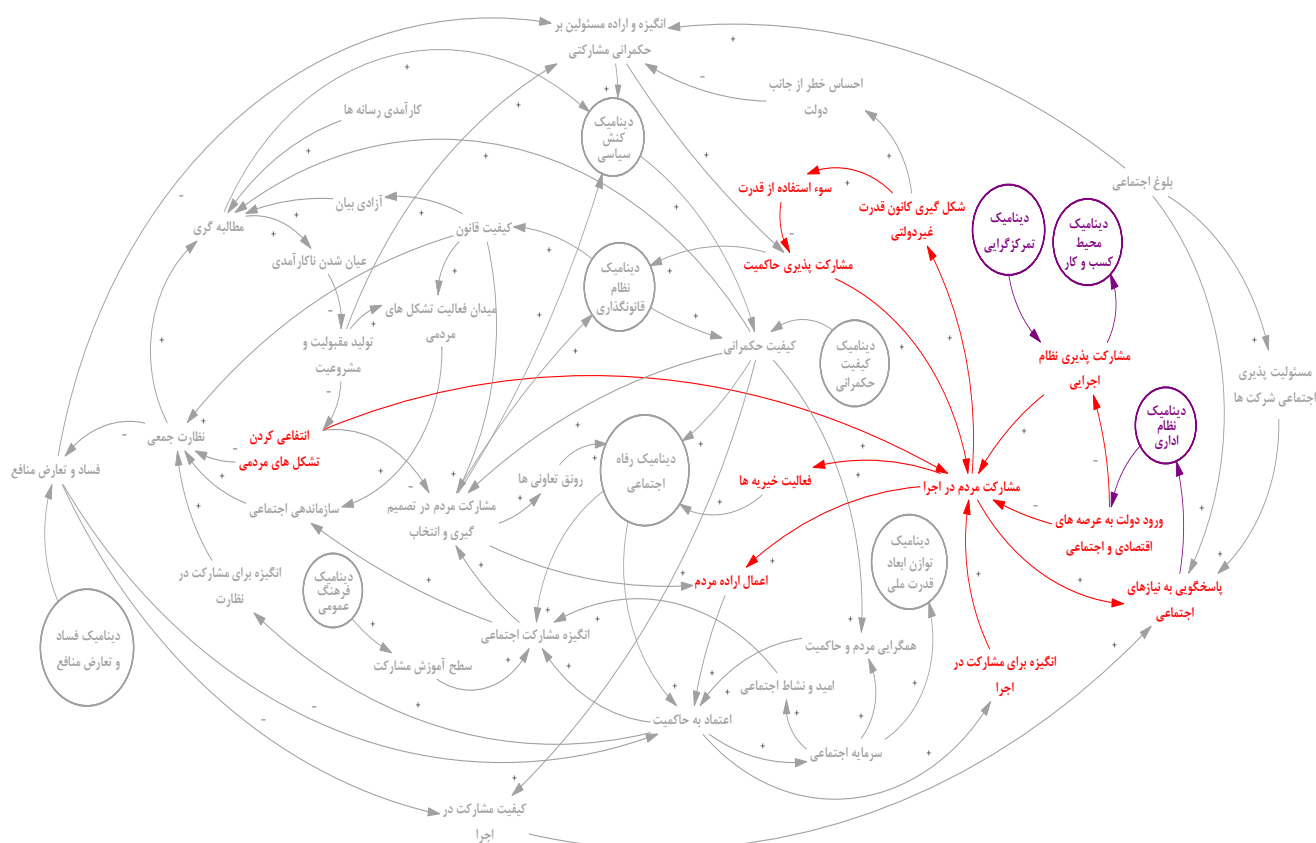 انگیزه و اراده مسئولین بر
حکمرانی مشارکتی
احساس خطر از جانب
دولت
کارآمدی رسانه ها
دینامیک
کنش
سیاسی
بلوغ اجتماعی
سوء استفاده از قدرت
آزادی بیان
شکل گیری کانون قدرت
غیردولتی
دینامیک
تمرکزگرایی
دینامیک
محیط
کسب و کار
مطالبه گری
کیفیت قانون
عیان شدن ناکارآمدی
مشارکت پذیری حاکمیت
دینامیک
نظام
قانونگذاری
میدان فعالیت تشکل های
مردمی
تولید مقبولیت و
مشروعیت
کیفیت حکمرانی
دینامیک
کیفیت
حکمرانی
مشارکت پذیری نظام
اجرایی
مسئولیت پذیری
اجتماعی شرکت ها
نظارت جمعی
انتفاعی کردن
تشکل های مردمی
دینامیک
نظام
اداری
فساد و تعارض منافع
دینامیک رفاه
اجتماعی
رونق تعاونی ها
فعالیت خیریه ها
مشارکت مردم در اجرا
سازماندهی اجتماعی
مشارکت مردم در تصمیم
گیری و انتخاب
ورود دولت به عرصه های
اقتصادی و اجتماعی
دینامیک
توازن ابعاد
قدرت ملی
انگیزه برای مشارکت در
نظارت
دینامیک
فرهنگ
عمومی
اعمال اراده مردم
پاسخگویی به نیازهای
اجتماعی
دینامیک فساد
و تعارض منافع
انگیزه مشارکت اجتماعی
همگرایی مردم و حاکمیت
سطح آموزش مشارکت
امید و نشاط اجتماعی
انگیزه برای مشارکت در
اجرا
اعتماد به حاکمیت
سرمایه اجتماعی
کیفیت مشارکت در
اجرا